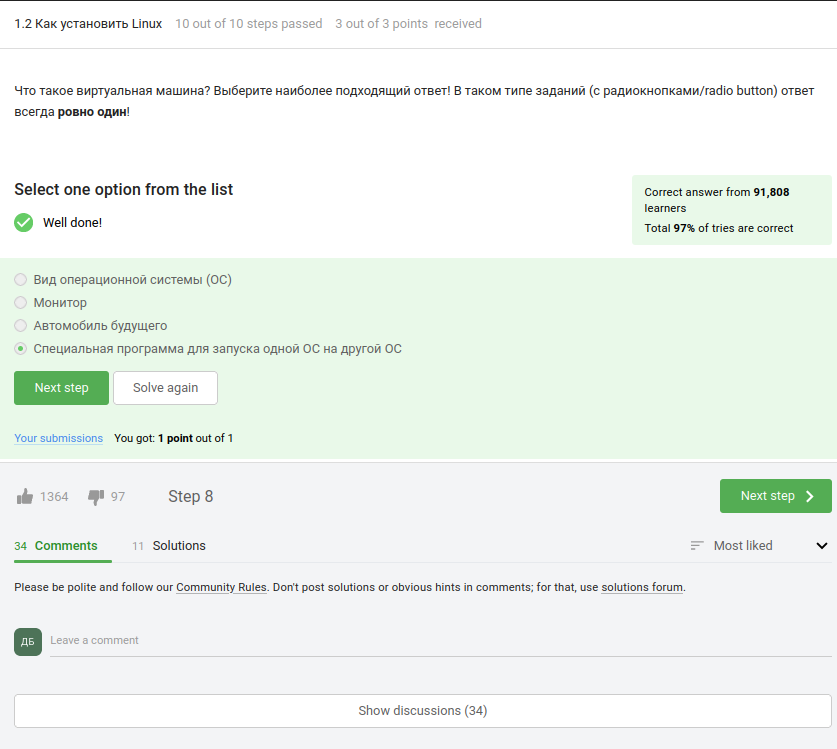 1.2 Как установить Linux 10 out of 10 steps passed 3 out of 3 points received
Что такое виртуальная машина? Выберите наиболее подходящий ответ! В таком типе заданий (с радиокнопками/radio button) ответ
всегда ровно один!
Select one option from the list
Well done!
Correct answer from 91,808
learners
Total 97% of tries are correct
Вид операционной системы (ОС)
Монитор
Автомобиль будущего
Специальная программа для запуска одной ОС на другой ОС
Next step Solve again
Your submissions You got: 1 point out of 1
1364 97 Step 8 Next step
34 Comments 11 Solutions Most liked
Please be polite and follow our Community Rules. Don't post solutions or obvious hints in comments; for that, use solutions forum.
ДБ Leave a comment
Show discussions (34)